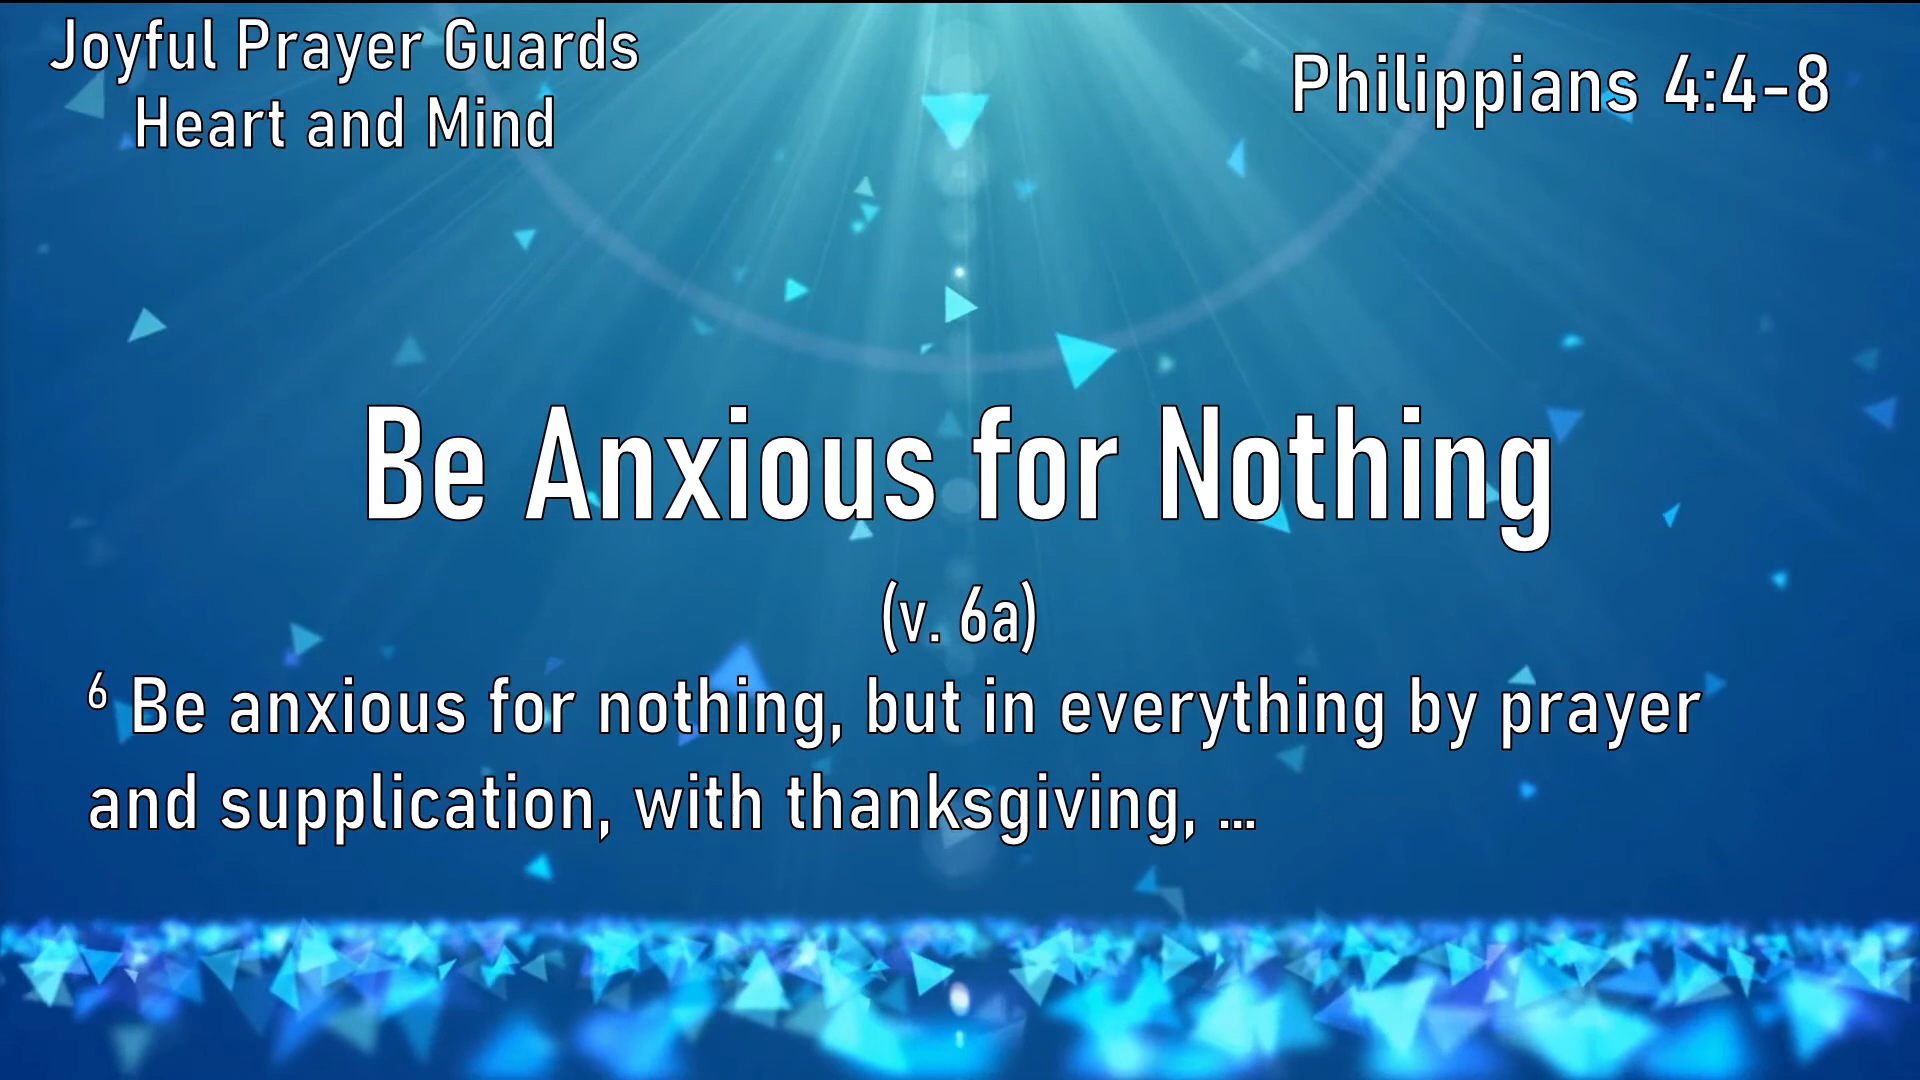 Joyful Prayer Guards
Heart and Mind
Philippians 4:4-8
Be Anxious for Nothing
(v. 6a)
6 Be anxious for nothing, but in everything by prayer
and supplication, with thanksgiving, ...